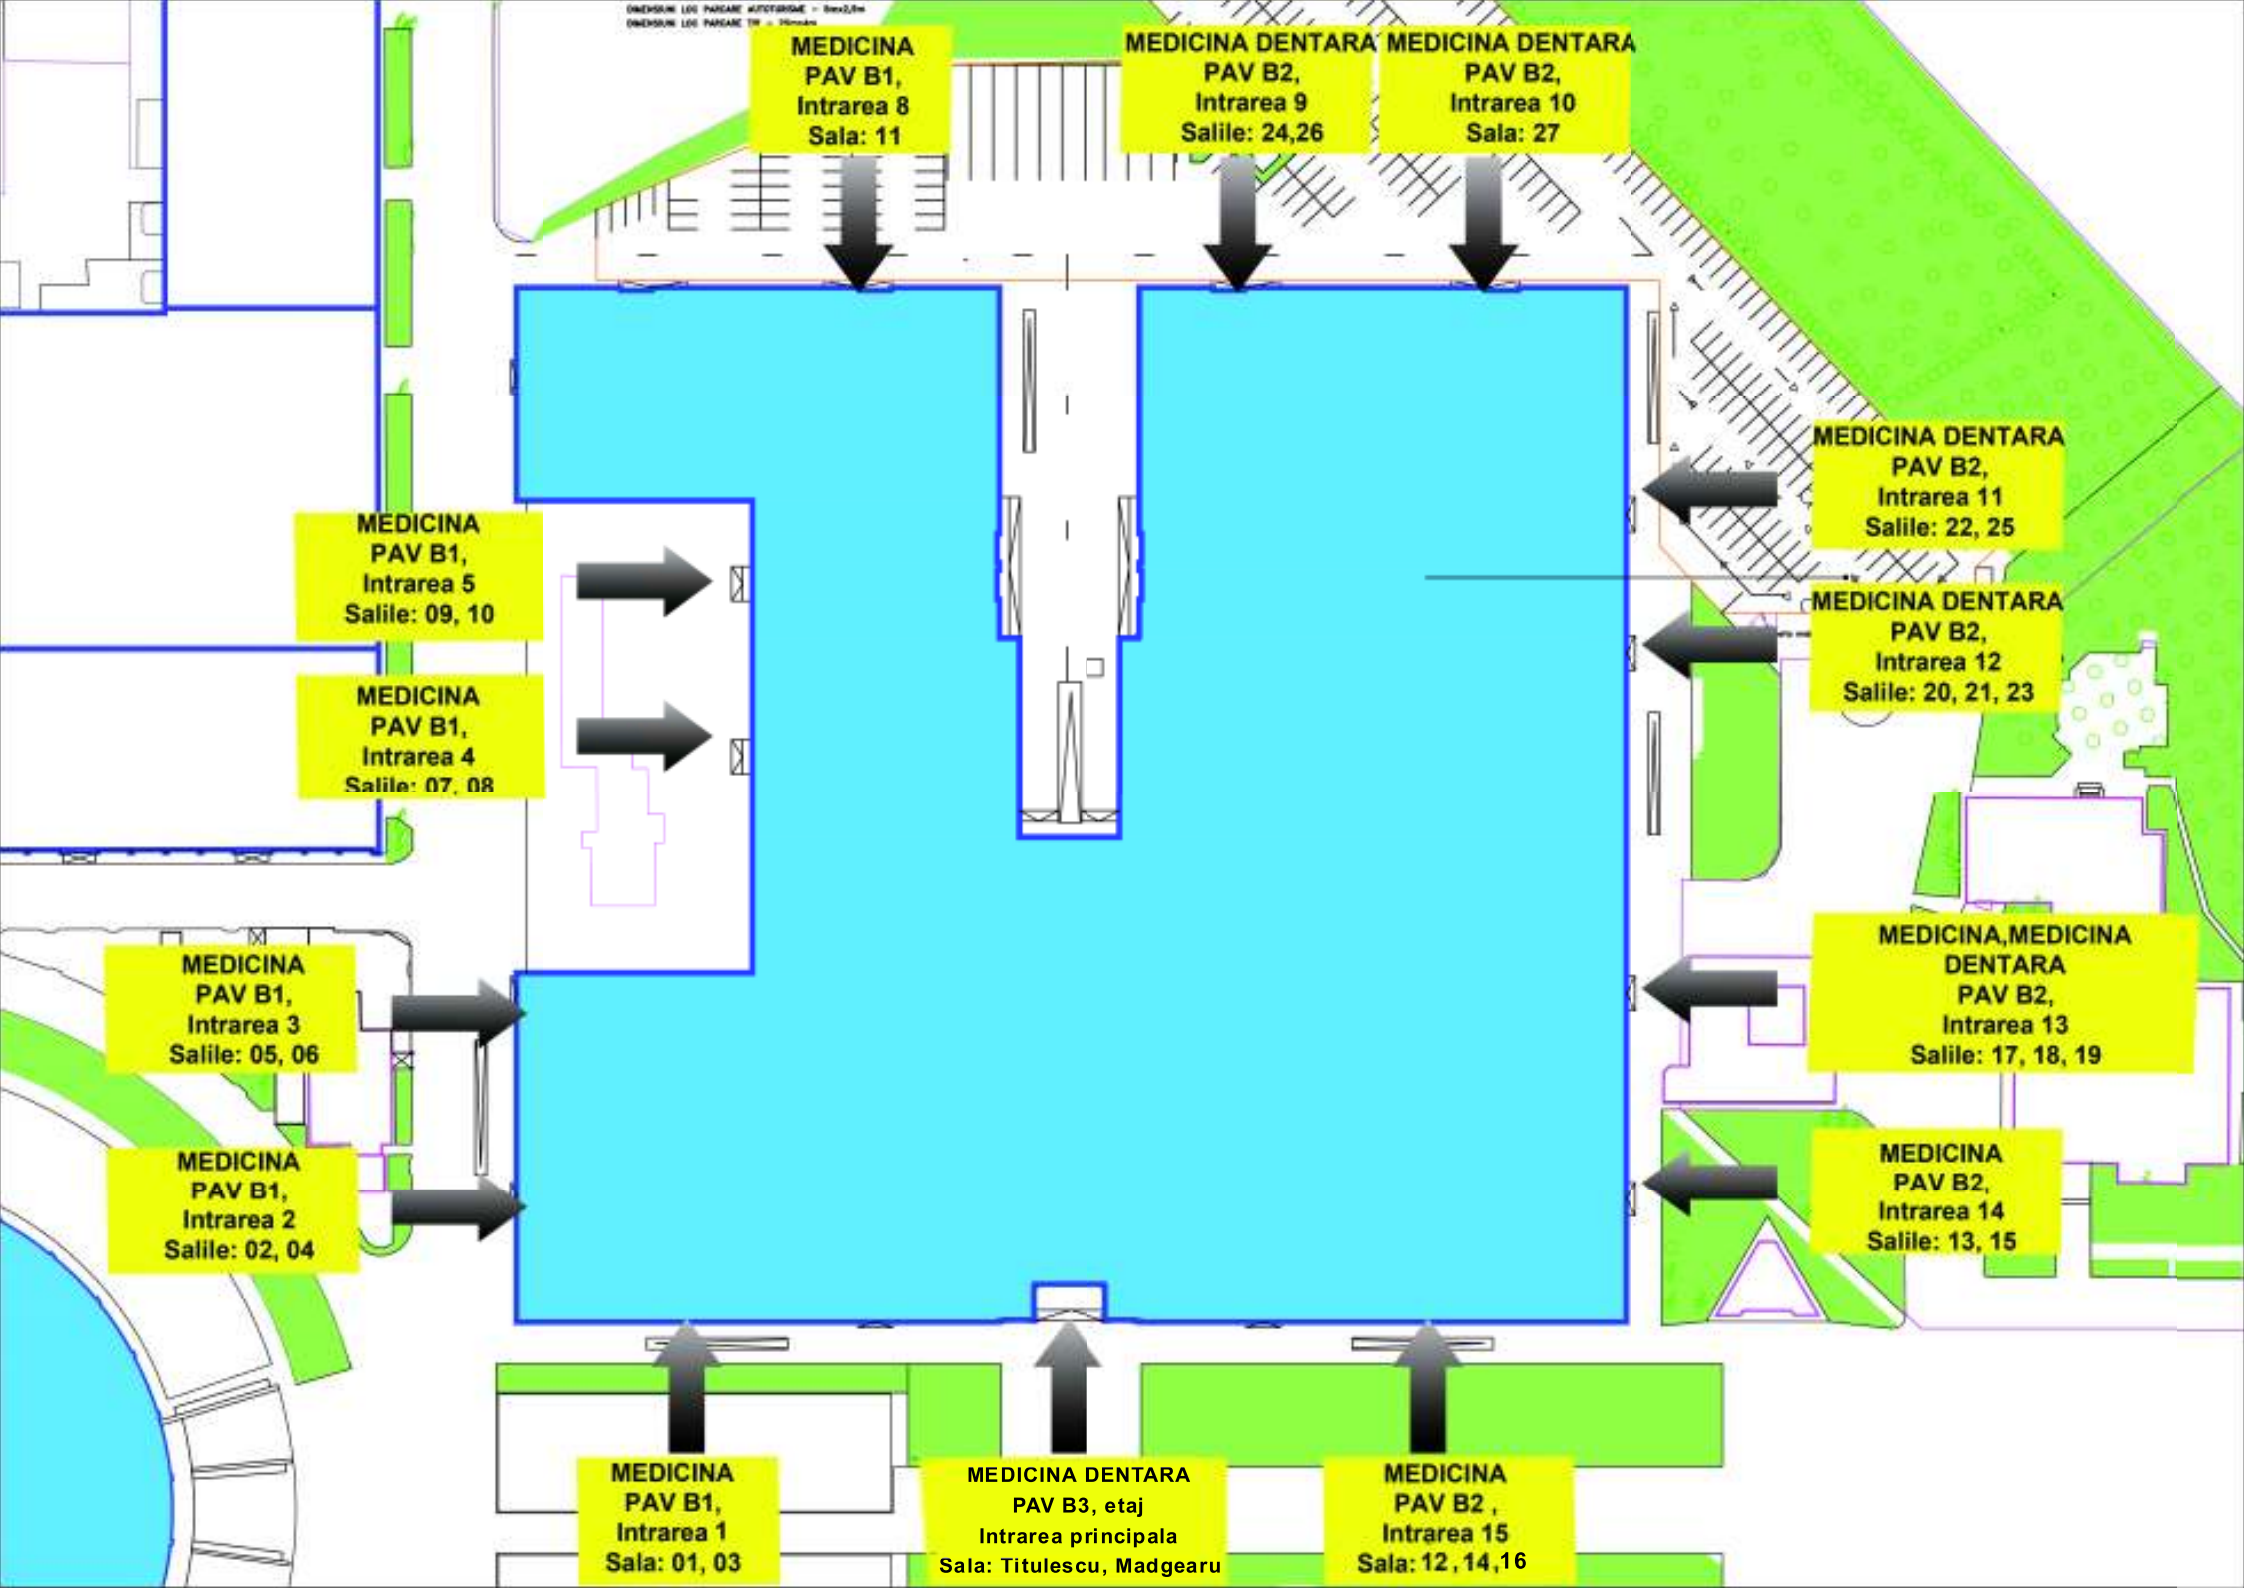 DIMENSIUNI LOC PARCARE AUTOTURISME = 5mx2,5m
MEDICINA
PAV B1,
Intrarea 8
Sala: 11
MEDICINA DENTARA
PAV B2,
Intrarea 9
Salile: 24,26
MEDICINA DENTARA
PAV B2,
Intrarea 10
Sala: 27
MEDICINA DENTARA
PAV B2,
Intrarea 11
Salile: 22, 25
MEDICINA
PAV B1,
Intrarea 5
Salile: 09, 10
MEDICINA DENTARA
PAV B2,
Intrarea 12
Salile: 20, 21, 23
MEDICINA
PAV B1,
Intrarea 4
Salile: 07, 08
MEDICINA,MEDICINA
DENTARA
PAV B2,
Intrarea 13
Salile: 17, 18, 19
MEDICINA
PAV B1,
Intrarea 3
Salile: 05, 06
MEDICINA
PAV B2,
Intrarea 14
Salile: 13, 15
MEDICINA
PAV B1,
Intrarea 2
Salile: 02, 04
MEDICINA
PAV B1,
Intrarea 1
Sala: 01, 03
MEDICINA DENTARA
PAV B3, etaj
Intrarea principala
Sala: Titulescu, Madgearu
MEDICINA
PAV B2 ,
Intrarea 15
Sala: 12 ,14 ,16